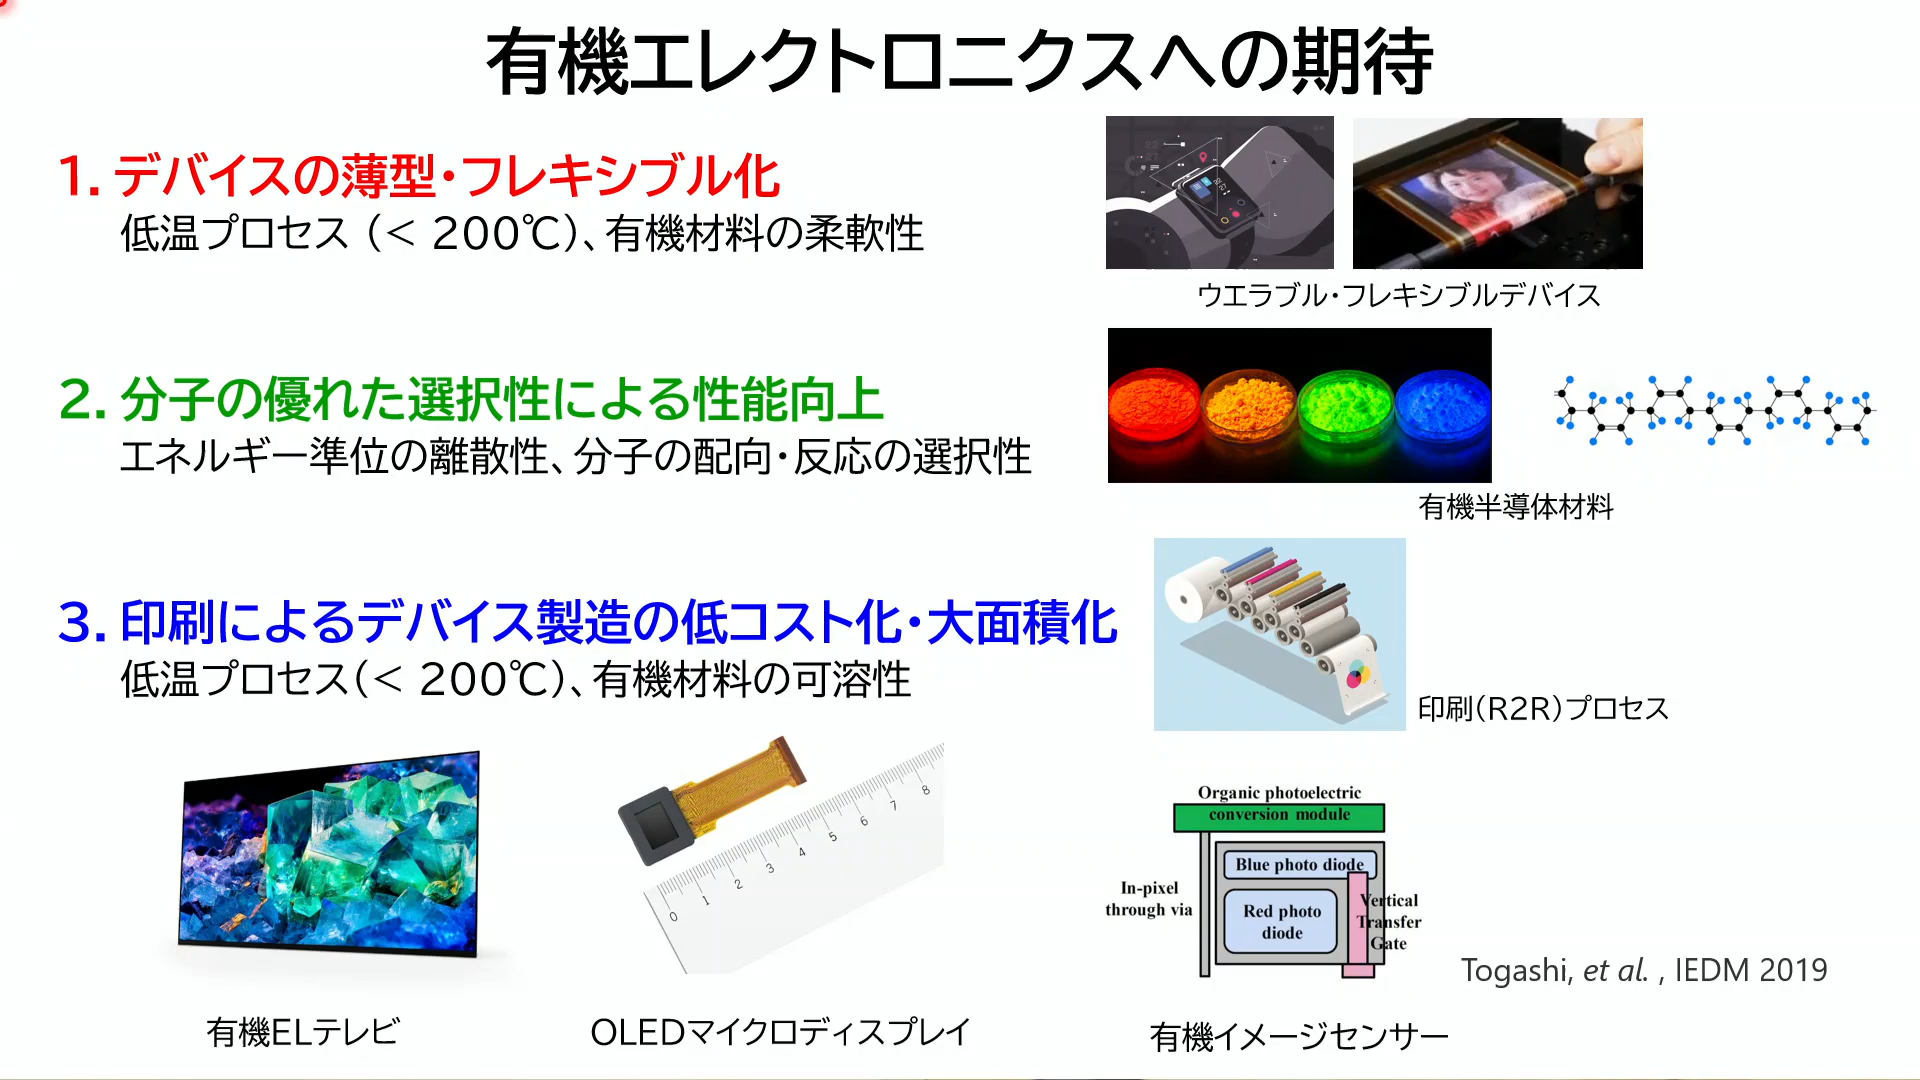 有機エレクトロニクスへの期待
1. デバイスの薄型・フレキシブル化
低温プロセス（< 200℃）、有機材料の柔軟性
ウエラブル・フレキシブルデバイス
2. 分子の優れた選択性による性能向上
エネルギー準位の離散性、分子の配向・反応の選択性
有機半導体材料
3. 印刷によるデバイス製造の低コスト化・大面積化
低温プロセス（< 200℃）、有機材料の可溶性
印刷（R2R）プロセス
0 1 2 3 4 5 6 7 8
Organic photoelectric
conversion module
Blue photo diode
In-pixel
through via
Red photo
diode
Vertical
Transfer
Gate
Togashi, et al. , IEDM 2019
有機ELテレビ
OLEDマイクロディスプレイ
有機イメージセンサー